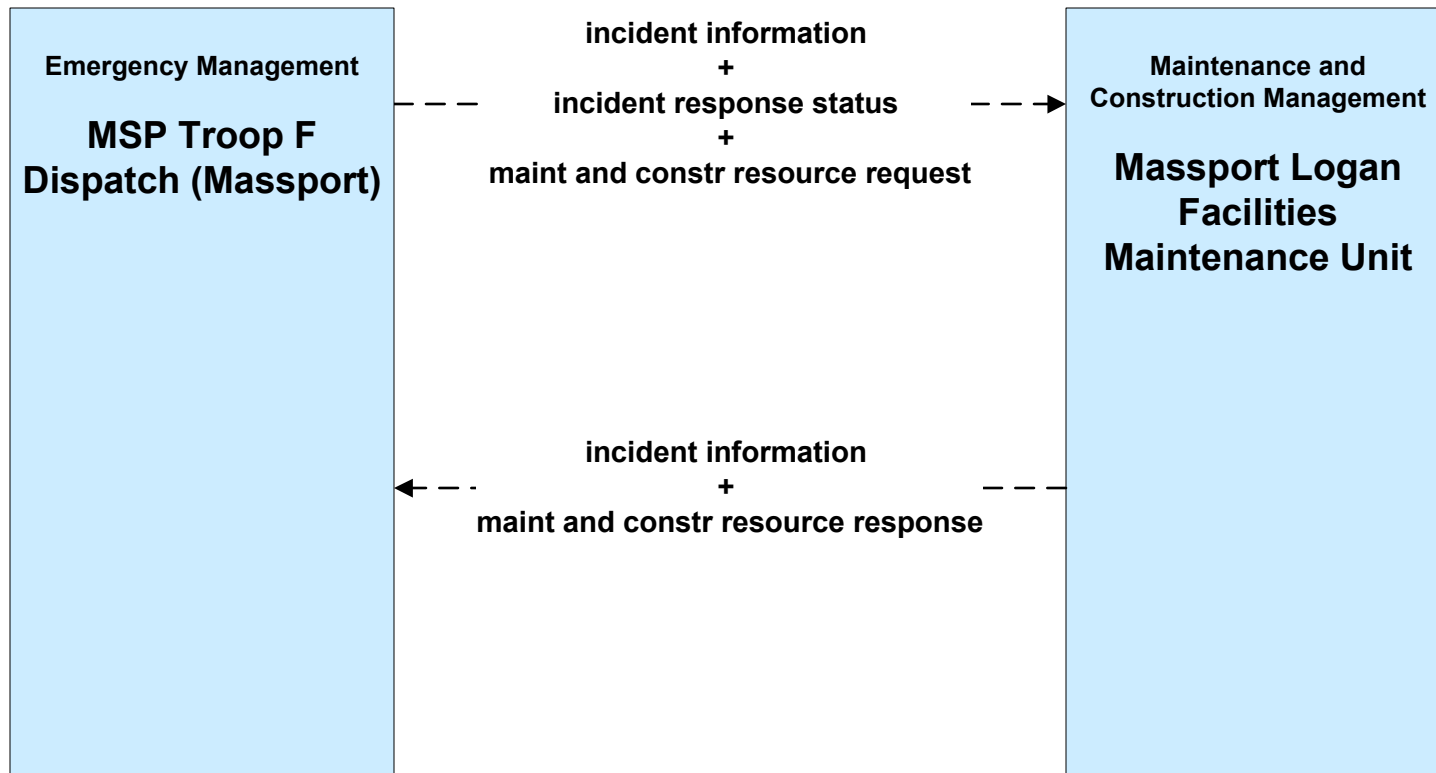 Emergency Management
MSP Troop F
Dispatch (Massport)
incident information
+
incident response status
+
maint and constr resource request
Maintenance and
Construction Management
Massport Logan
Facilities
Maintenance Unit
incident information
+
maint and constr resource response